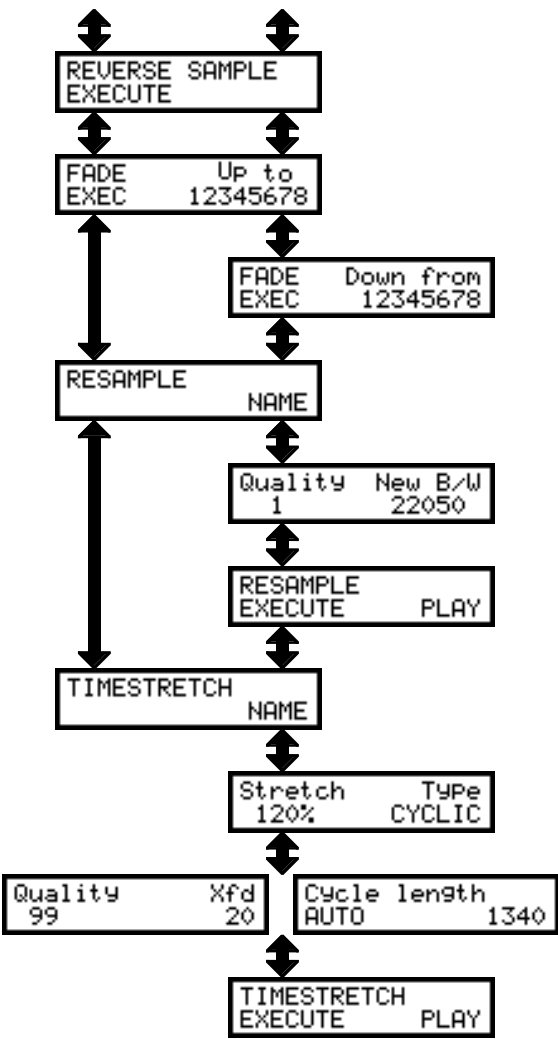 REVERSE SAMPLE
EXECUTE
FADE Up to
EXEC 12345678
FADE Down from
EXEC 12345678
RESAMPLE
NAME
Quality New B/W
1 22050
RESAMPLE
EXECUTE PLAY
TIMESTRETCH
NAME
Stretch Type
120% CYCLIC
Quality Xfd
99 20
Cycle length
AUTO 1340
TIMESTRETCH
EXECUTE PLAY